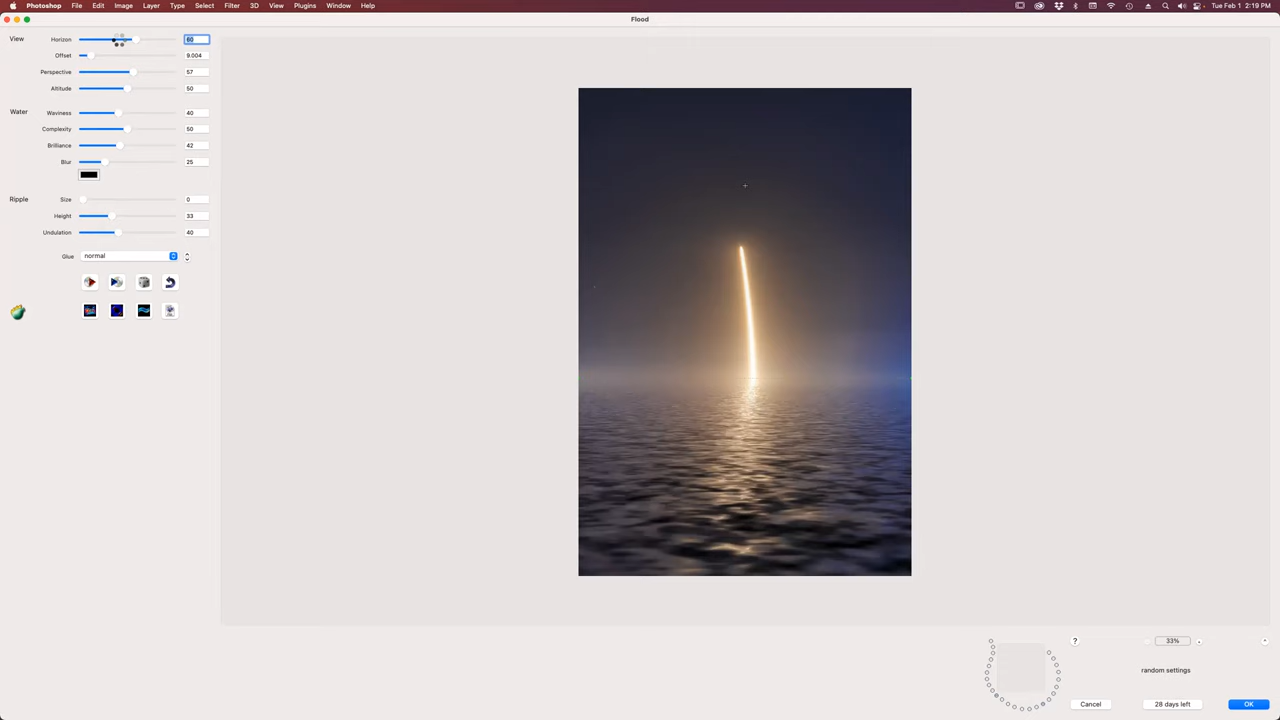 Photoshop File Edit Image Layer Type Select Filter 3D View Plugins Window Help Tue Feb 1 2:19 PM
Flood
View Horizon 60
Offset 9.004
Perspective 57
Altitude 50
Water Waviness 40
Complexity 50
Brilliance 42
Blur 25
Ripple Size 0
Height 33
Undulation 40
Glue normal
? 33%
random settings
Cancel 28 days left OK